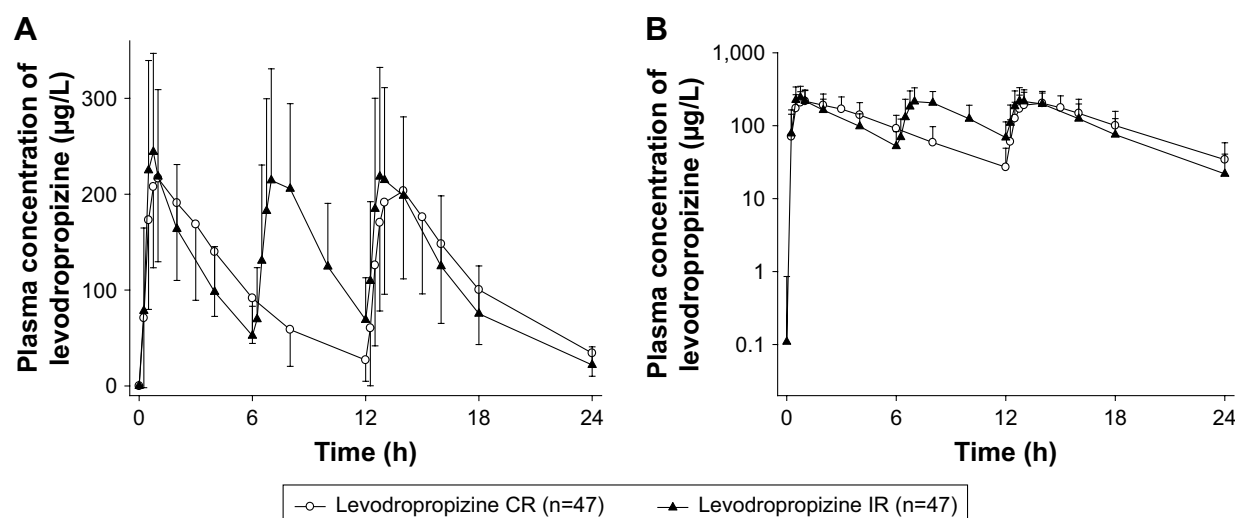 A
Plasma concentration of
levodropropizine (µg/L)
300
200
100
0
0 6 12 18 24
Time (h)
B
Plasma concentration of
levodropropizine (µg/L)
1,000
100
10
1
0.1
0 6 12 18 24
Time (h)
Levodropropizine CR (n=47) Levodropropizine IR (n=47)